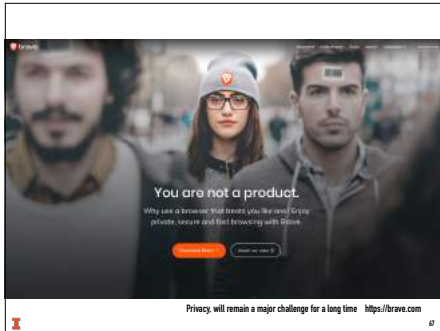 brave
You are not a product.
Why use a browser that treats you like one? Enjoy
private, secure and fast browsing with Brave.
Privacy, will remain a major challenge for a long time https://brave.com
67